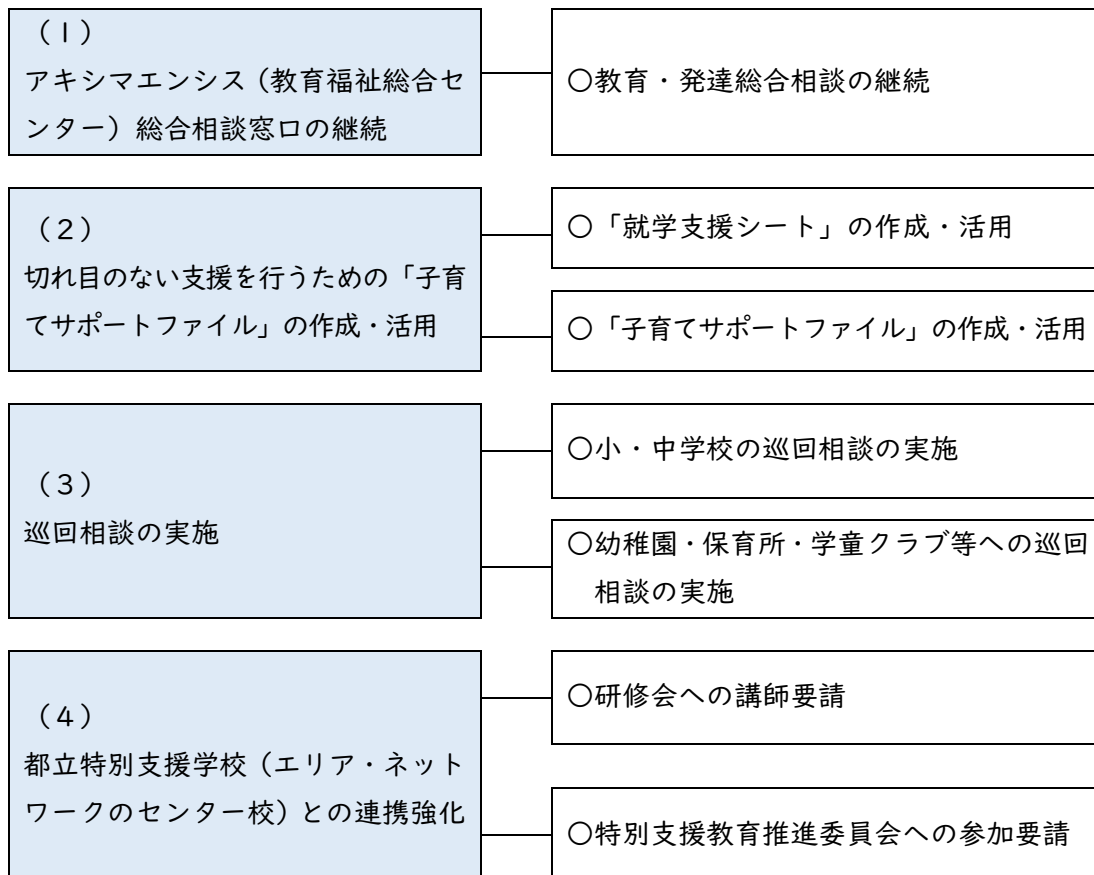 （1）
アキシマエンシス（教育福祉総合セ
ンター）総合相談窓口の継続
○教育・発達総合相談の継続
（2）
切れ目のない支援を行うための「子育
てサポートファイル」の作成・活用
○「就学支援シート」の作成・活用
○「子育てサポートファイル」の作成・活用
（3）
巡回相談の実施
○小・中学校の巡回相談の実施
○幼稚園・保育所・学童クラブ等への巡回
相談の実施
（4）
都立特別支援学校（エリア・ネット
ワークのセンター校）との連携強化
○研修会への講師要請
○特別支援教育推進委員会への参加要請